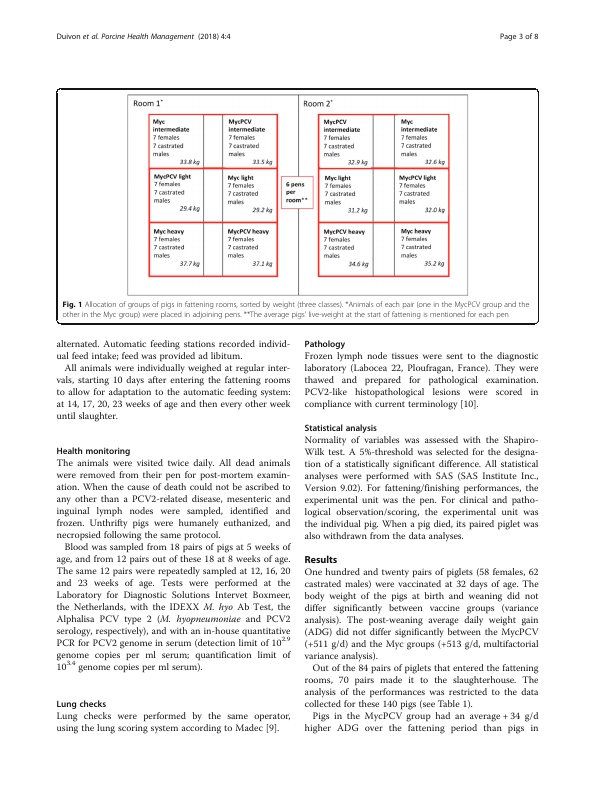 Duivon et al. Porcine Health Management (2018) 4:4
Page 3 of 8
Room 1*
Room 2*
Myc
intermediate
7 females
7 castrated
males
33.8 kg
MycPCV
intermediate
7 females
7 castrated
males
33.5 kg
MycPCV
intermediate
7 females
7 castrated
males
32.9 kg
Myc
intermediate
7 females
7 castrated
males
32.6 kg
MycPCV light
7 females
7 castrated
males
29.4 kg
Myc light
7 females
7 castrated
males
29.2 kg
6 pens
per
room**
Myc light
7 females
7 castrated
males
31.2 kg
MycPCV light
7 females
7 castrated
males
32.0 kg
Myc heavy
7 females
7 castrated
males
37.7 kg
MycPCV heavy
7 females
7 castrated
males
37.1 kg
MycPCV heavy
7 females
7 castrated
males
34.6 kg
Myc heavy
7 females
7 castrated
males
35.2 kg
Fig. 1 Allocation of groups of pigs in fattening rooms, sorted by weight (three classes). *Animals of each pair (one in the MycPCV group and the
other in the Myc group) were placed in adjoining pens. **The average pigs' live-weight at the start of fattening is mentioned for each pen
alternated. Automatic feeding stations recorded individ-
ual feed intake; feed was provided ad libitum.
All animals were individually weighed at regular inter-
vals, starting 10 days after entering the fattening rooms
to allow for adaptation to the automatic feeding system:
at 14, 17, 20, 23 weeks of age and then every other week
until slaughter.
Health monitoring
The animals were visited twice daily. All dead animals
were removed from their pen for post-mortem examin-
ation. When the cause of death could not be ascribed to
any other than a PCV2-related disease, mesenteric and
inguinal lymph nodes were sampled, identified and
frozen. Unthrifty pigs were humanely euthanized, and
necropsied following the same protocol.
Blood was sampled from 18 pairs of pigs at 5 weeks of
age, and from 12 pairs out of these 18 at 8 weeks of age.
The same 12 pairs were repeatedly sampled at 12, 16, 20
and 23 weeks of age. Tests were performed at the
Laboratory for Diagnostic Solutions Intervet Boxmeer,
the Netherlands, with the IDEXX M. hyo Ab Test, the
Alphalisa PCV type 2 (M. hyopneumoniae and PCV2
serology, respectively), and with an in-house quantitative
PCR for PCV2 genome in serum (detection limit of 10^2.9
genome copies per ml serum; quantification limit of
10^3.4 genome copies per ml serum).
Lung checks
Lung checks were performed by the same operator,
using the lung scoring system according to Madec [9].
Pathology
Frozen lymph node tissues were sent to the diagnostic
laboratory (Labocea 22, Ploufragan, France). They were
thawed and prepared for pathological examination.
PCV2-like histopathological lesions were scored in
compliance with current terminology [10].
Statistical analysis
Normality of variables was assessed with the Shapiro-
Wilk test. A 5%-threshold was selected for the designa-
tion of a statistically significant difference. All statistical
analyses were performed with SAS (SAS Institute Inc.,
Version 9.02). For fattening/finishing performances, the
experimental unit was the pen. For clinical and patho-
logical observation/scoring, the experimental unit was
the individual pig. When a pig died, its paired piglet was
also withdrawn from the data analyses.
Results
One hundred and twenty pairs of piglets (58 females, 62
castrated males) were vaccinated at 32 days of age. The
body weight of the pigs at birth and weaning did not
differ significantly between vaccine groups (variance
analysis). The post-weaning average daily weight gain
(ADG) did not differ significantly between the MycPCV
(+511 g/d) and the Myc groups (+513 g/d, multifactorial
variance analysis).
Out of the 84 pairs of piglets that entered the fattening
rooms, 70 pairs made it to the slaughterhouse. The
analysis of the performances was restricted to the data
collected for these 140 pigs (see Table 1).
Pigs in the MycPCV group had an average + 34 g/d
higher ADG over the fattening period than pigs in